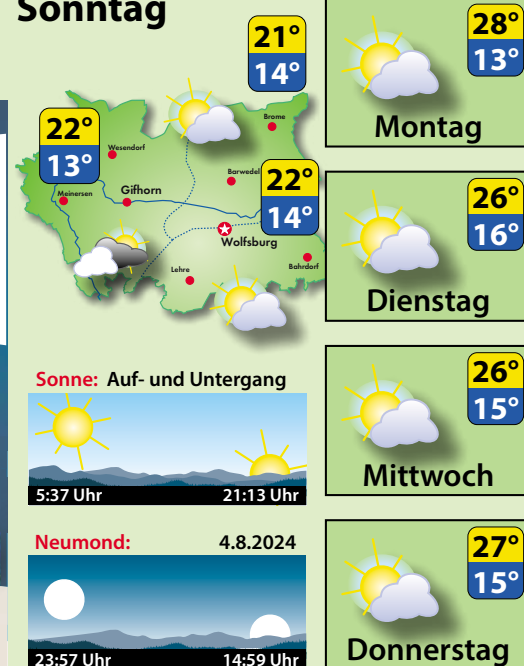 Sonntag
21°
14°
22°
13°
22°
14°
Brome
Wesendorf
Barwedel
Meinersen
Gifhorn
Wolfsburg
Lehre
Bahrdorf
Sonne: Auf- und Untergang
5:37 Uhr 21:13 Uhr
Neumond: 4.8.2024
23:57 Uhr 14:59 Uhr
28°
13°
Montag
26°
16°
Dienstag
26°
15°
Mittwoch
27°
15°
Donnerstag